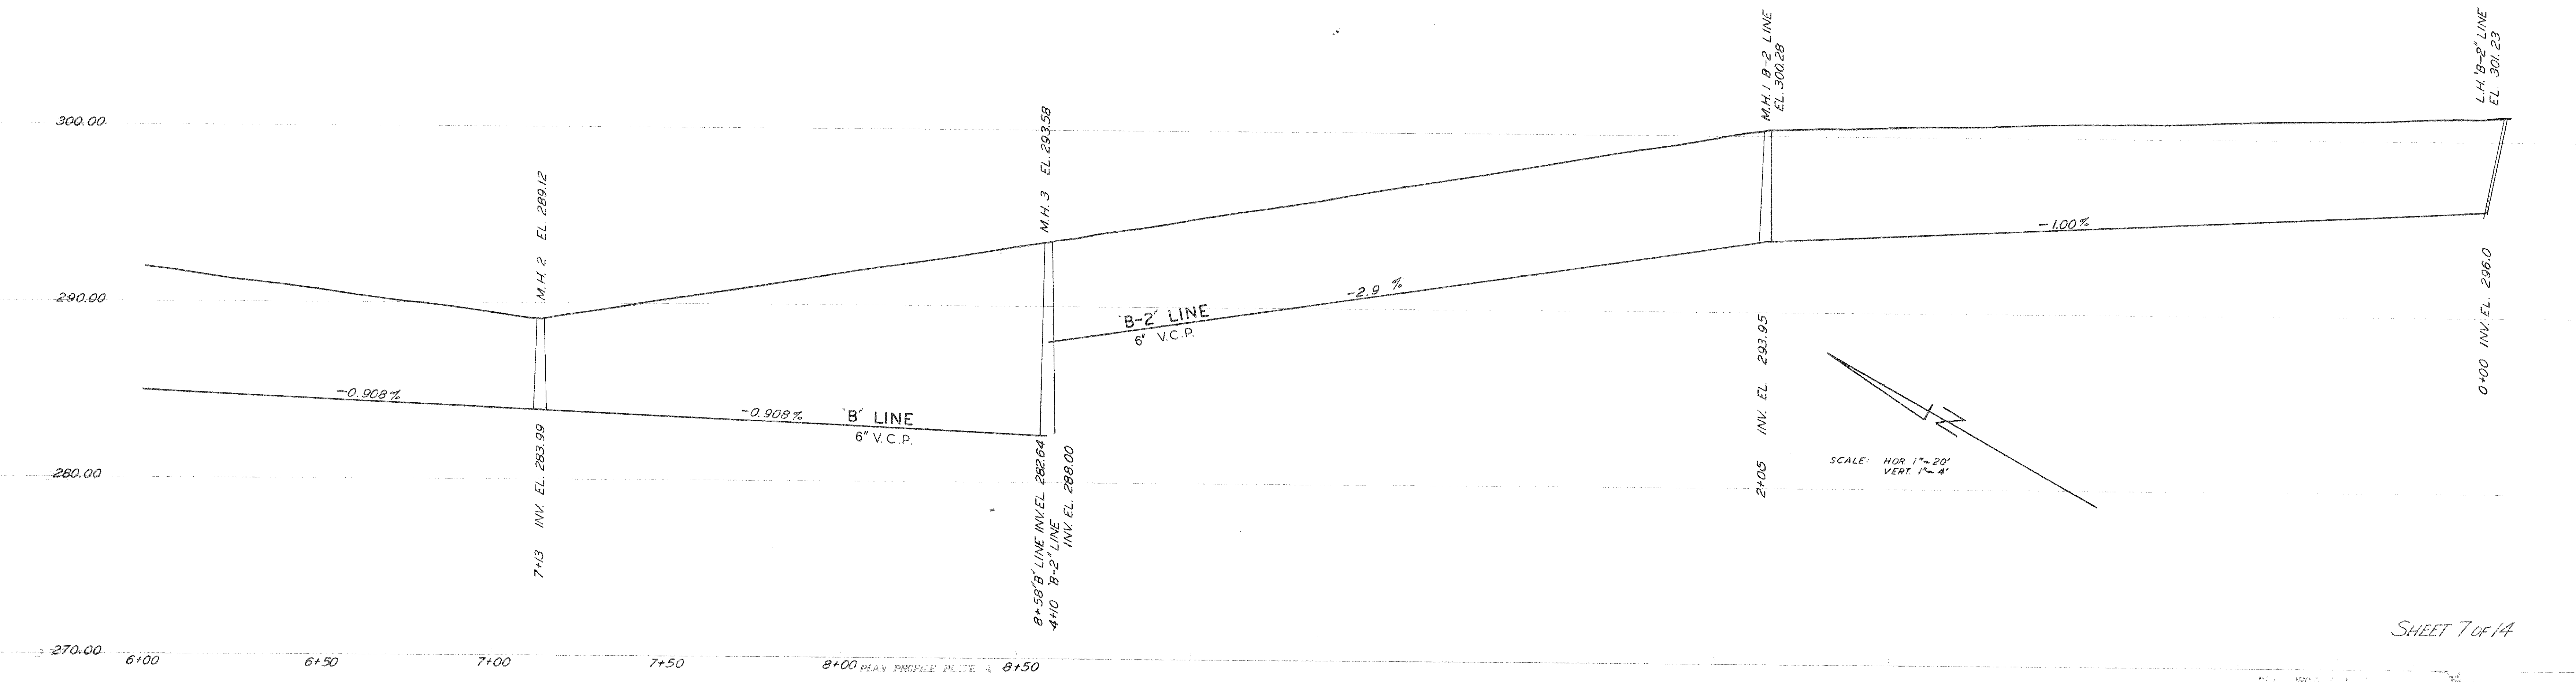 300.00
290.00
280.00
270.00
6+00
6+50
7+00
7+50
8+00
8+50
PLAN PROFILE PLATE A
M.H. 2 EL. 289.12
7+13 INV. EL. 283.99
-0.908%
-0.908%
"B" LINE
6" V.C.P.
M.H. 3 EL. 293.58
8+58 "B" LINE INV. EL 282.64
4+10 "B-2" LINE
INV. EL. 288.00
"B-2" LINE
6" V.C.P.
-2.9 %
M.H. 1 B-2 LINE
EL. 300.28
2+05 INV. EL. 293.95
-1.00%
L.H. "B-2" LINE
EL. 301.23
0+00 INV. EL. 296.0
N
SCALE: HOR. 1"=20'
VERT. 1"=4'
SHEET 7 OF 14